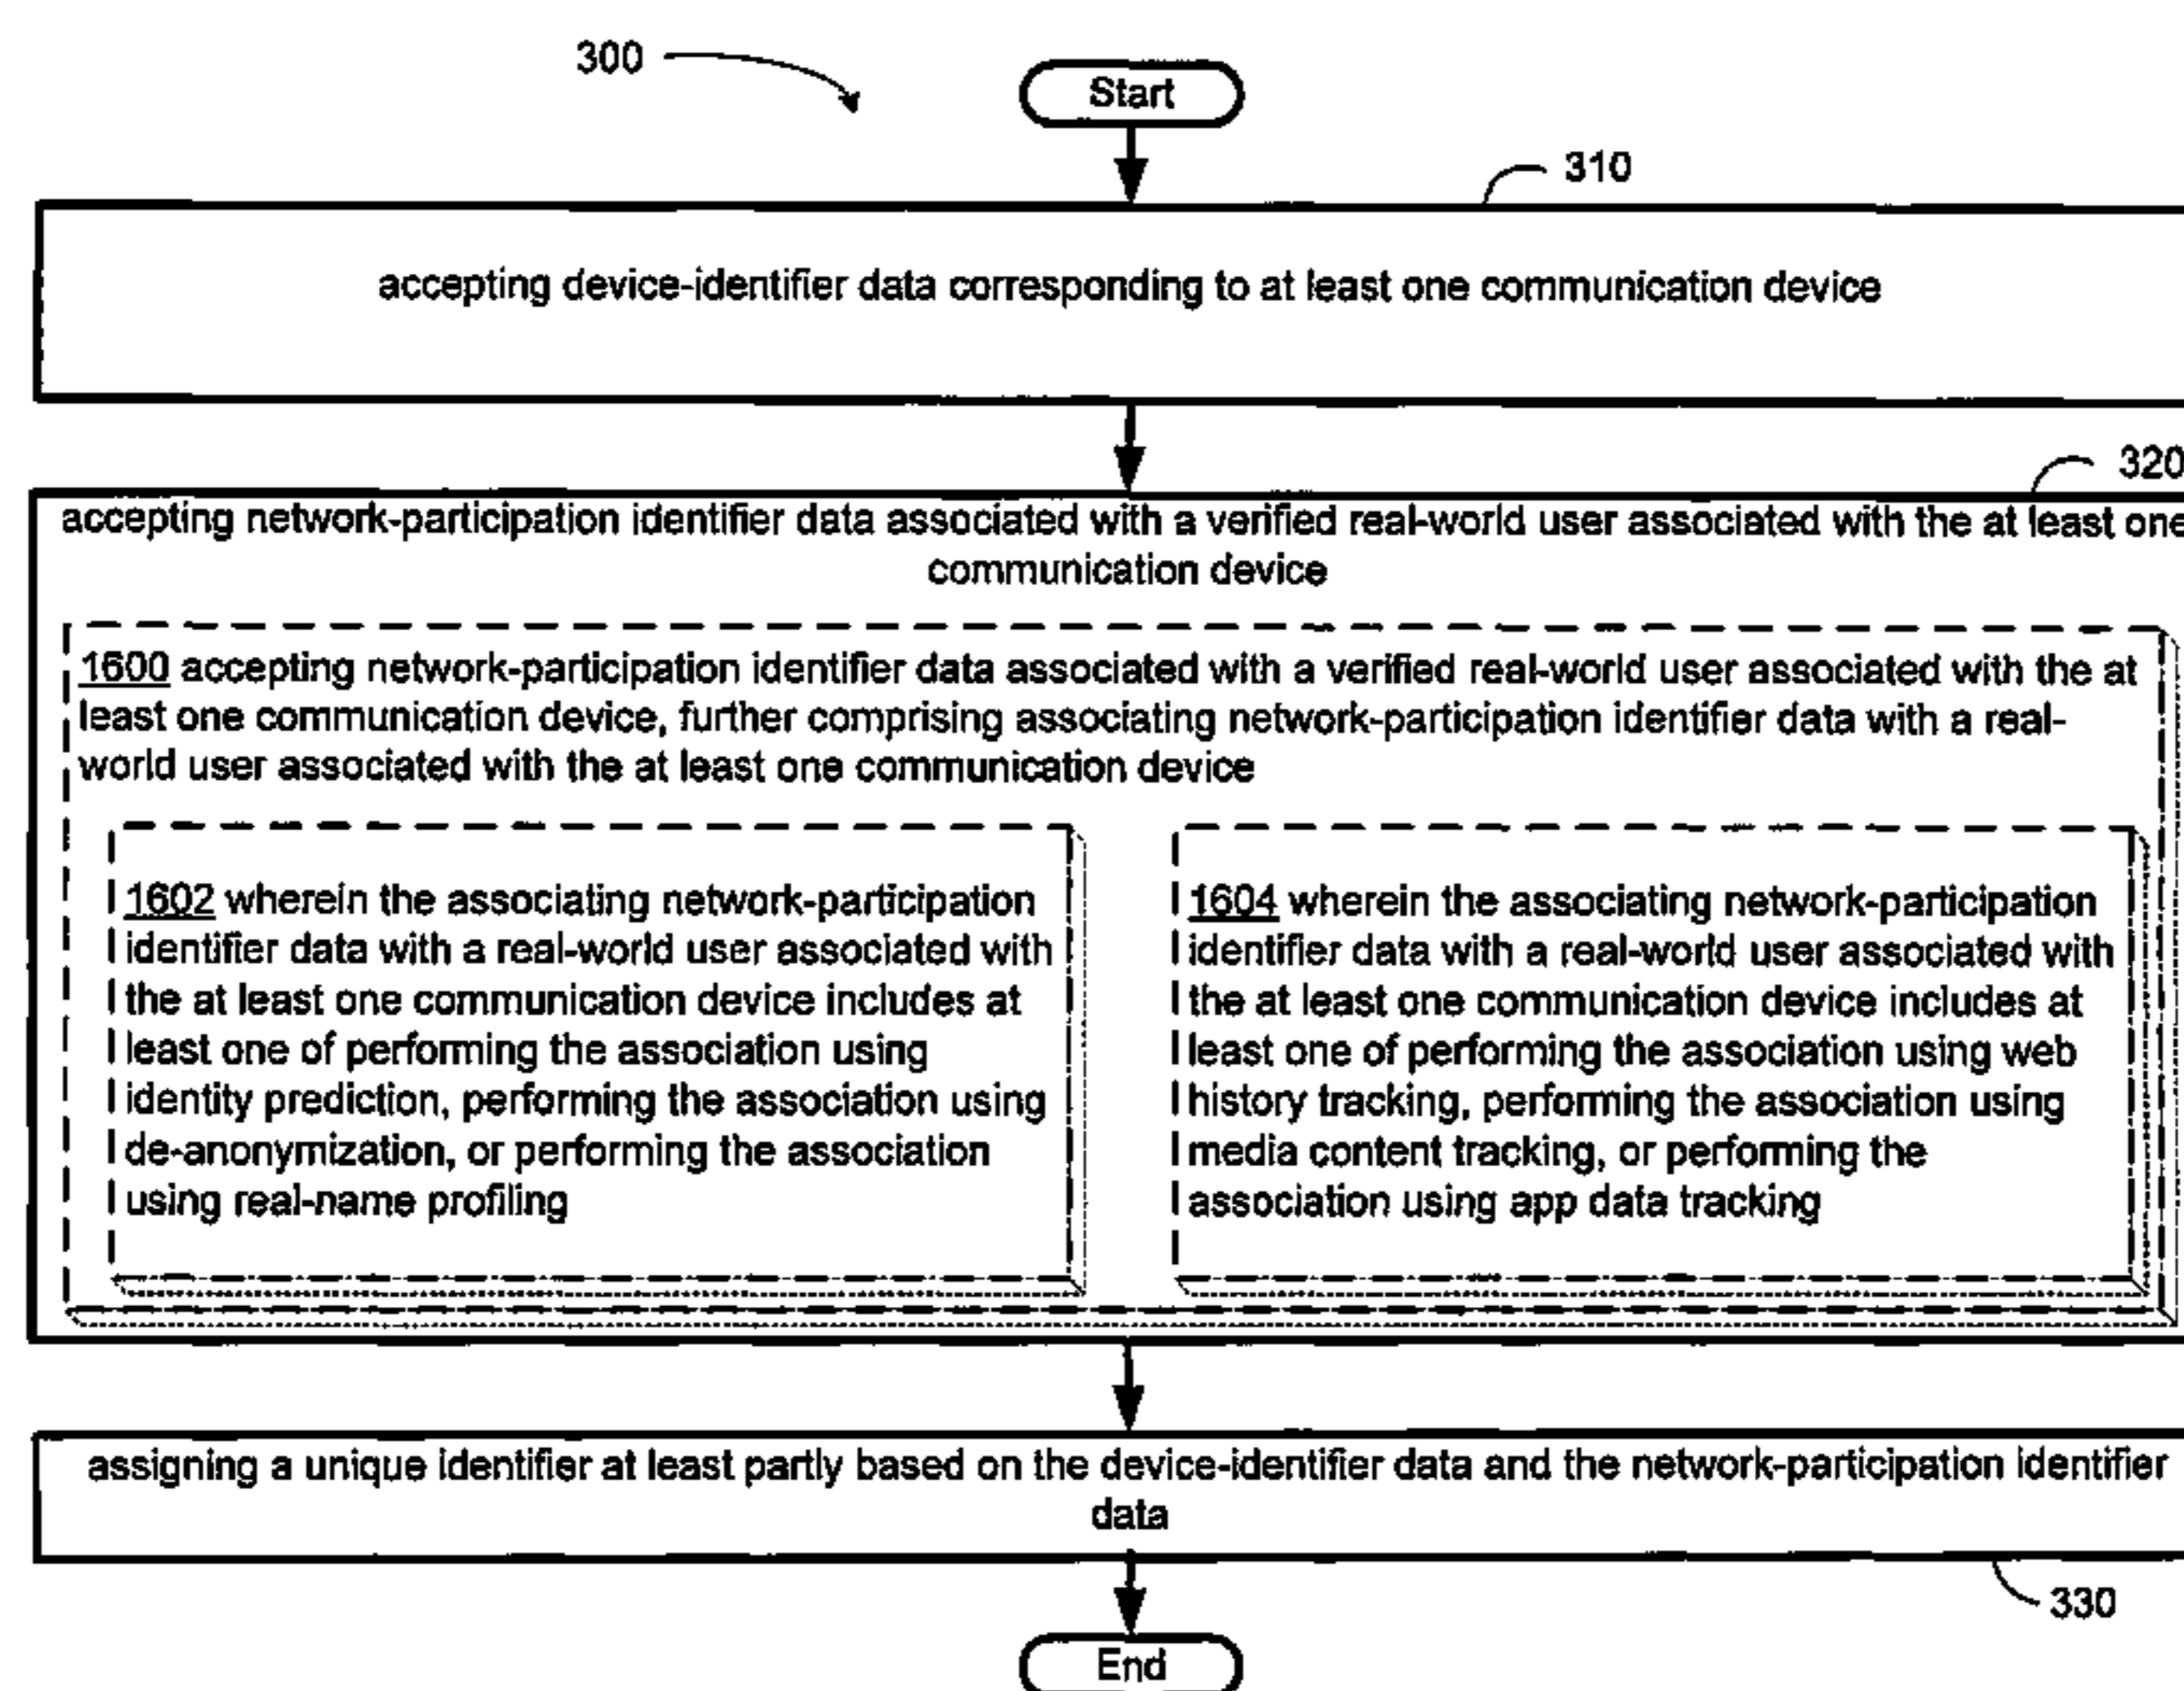 300
Start
310
accepting device-identifier data corresponding to at least one communication device
320
accepting network-participation identifier data associated with a verified real-world user associated with the at least one
communication device
1600 accepting network-participation identifier data associated with a verified real-world user associated with the at
least one communication device, further comprising associating network-participation identifier data with a real-
world user associated with the at least one communication device
1602 wherein the associating network-participation
identifier data with a real-world user associated with
the at least one communication device includes at
least one of performing the association using
identity prediction, performing the association using
de-anonymization, or performing the association
using real-name profiling
1604 wherein the associating network-participation
identifier data with a real-world user associated with
the at least one communication device includes at
least one of performing the association using web
history tracking, performing the association using
media content tracking, or performing the
association using app data tracking
assigning a unique identifier at least partly based on the device-identifier data and the network-participation identifier
data
330
End